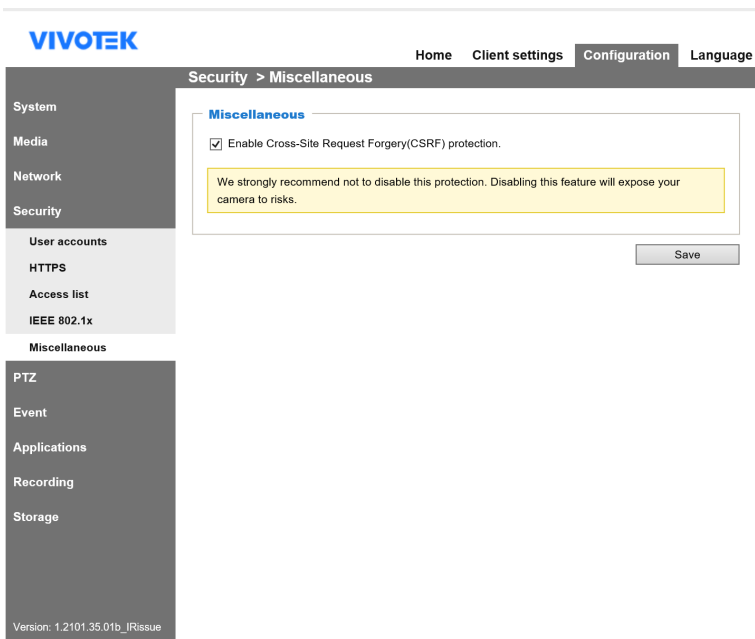 VIVOTEK
Home Client settings Configuration Language
Security > Miscellaneous
System
Media
Network
Security
User accounts
HTTPS
Access list
IEEE 802.1x
Miscellaneous
PTZ
Event
Applications
Recording
Storage
Version: 1.2101.35.01b_IRissue
Miscellaneous
Enable Cross-Site Request Forgery(CSRF) protection.
We strongly recommend not to disable this protection. Disabling this feature will expose your
camera to risks.
Save